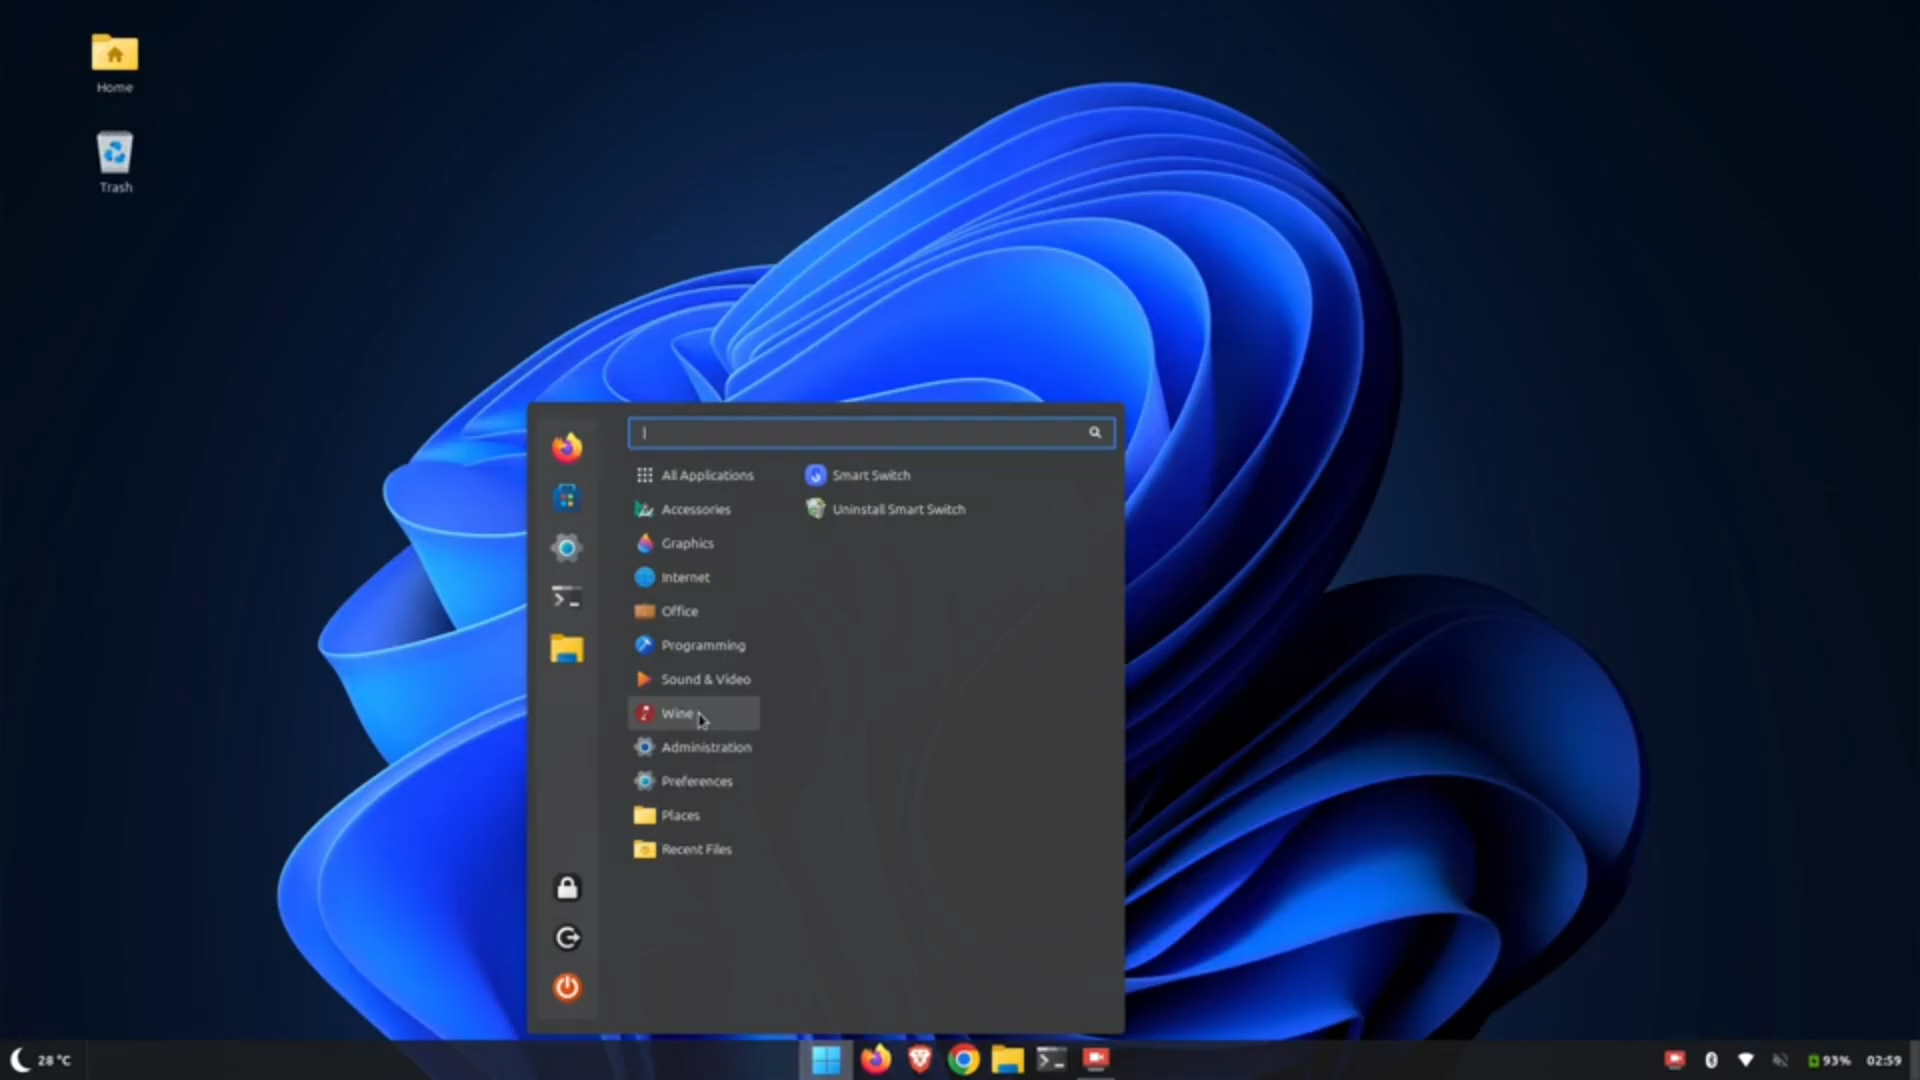 Home
Trash
All Applications
Accessories
Graphics
Internet
Office
Programming
Sound & Video
Wine
Administration
Preferences
Places
Recent Files
Smart Switch
Uninstall Smart Switch
28 °C
93%
02:59